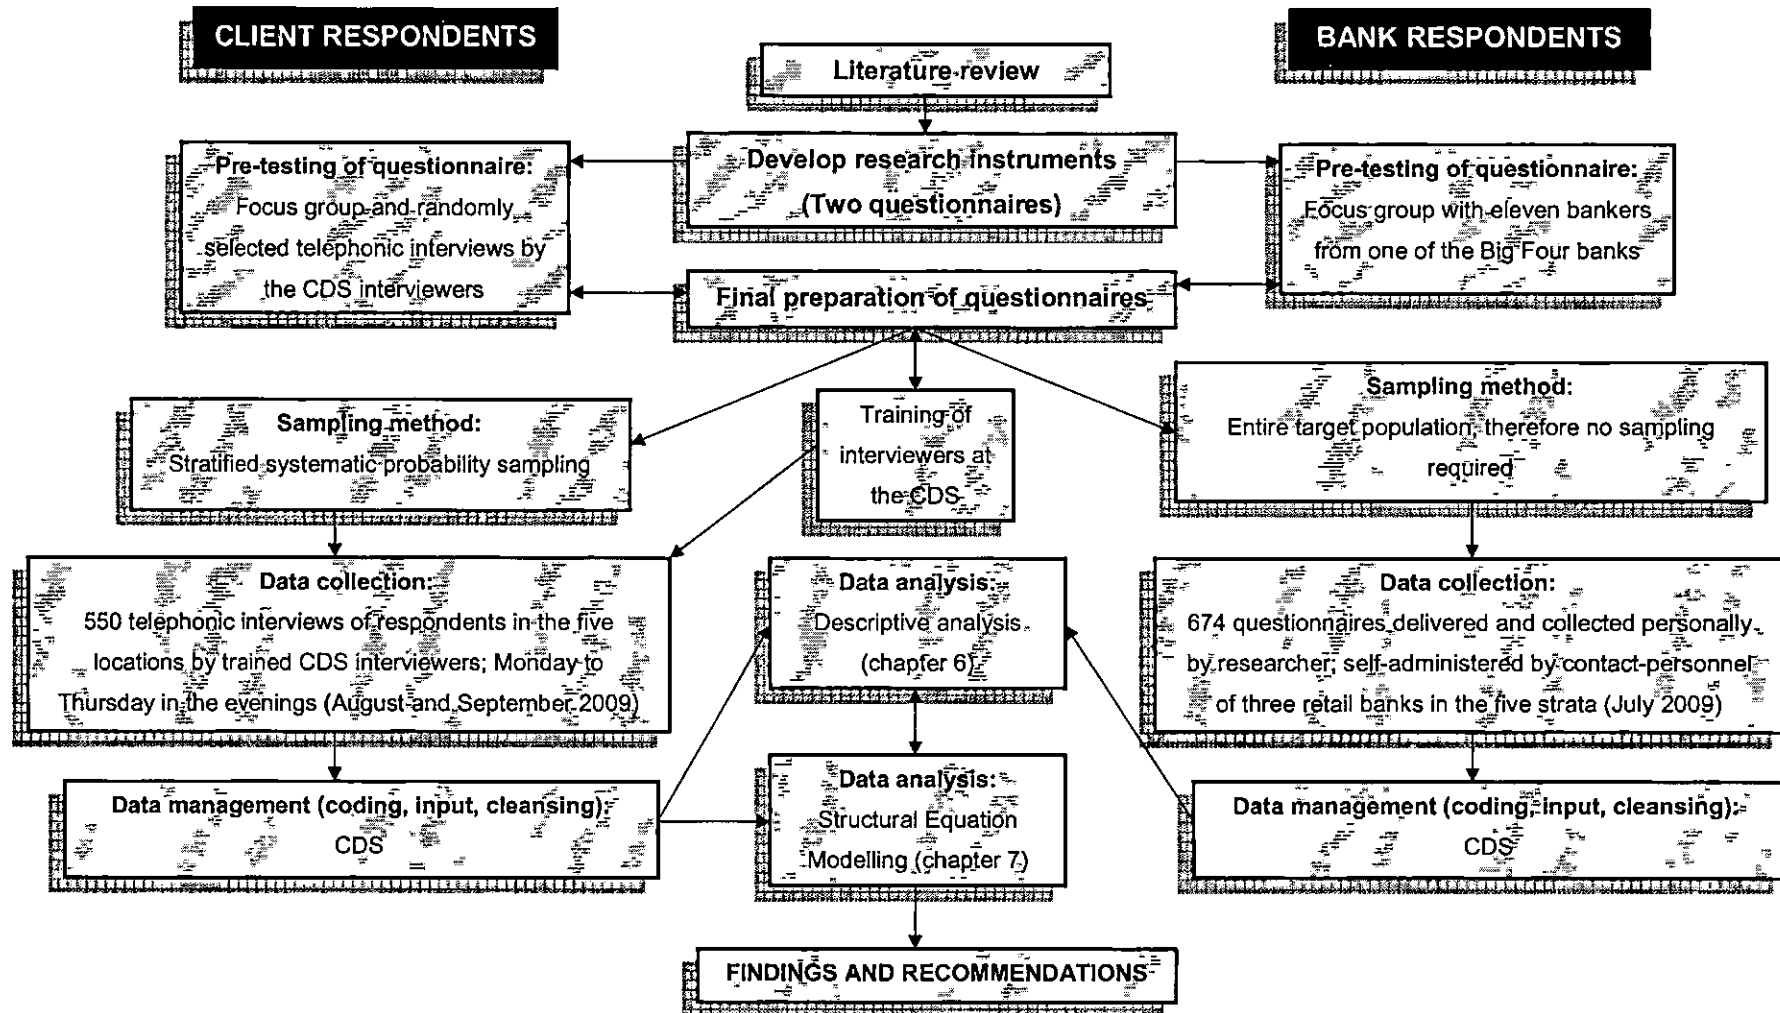 CLIENT RESPONDENTS
BANK RESPONDENTS
Literature review
Develop research instruments
(Two questionnaires)
Pre-testing of questionnaire:
Focus group and randomly
selected telephonic interviews by
the CDS interviewers
Pre-testing of questionnaire:
Focus group with eleven bankers
from one of the Big Four banks
Final preparation of questionnaires
Sampling method:
Stratified systematic probability sampling
Training of
interviewers at
the CDS
Sampling method:
Entire target population, therefore no sampling
required
Data collection:
550 telephonic interviews of respondents in the five
locations by trained CDS interviewers; Monday to
Thursday in the evenings (August and September 2009)
Data analysis:
Descriptive analysis
(chapter 6)
Data collection:
674 questionnaires delivered and collected personally
by researcher; self-administered by contact-personnel
of three retail banks in the five strata (July 2009)
Data management (coding, input, cleansing):
CDS
Data analysis:
Structural Equation
Modelling (chapter 7)
Data management (coding, input, cleansing):
CDS
FINDINGS AND RECOMMENDATIONS